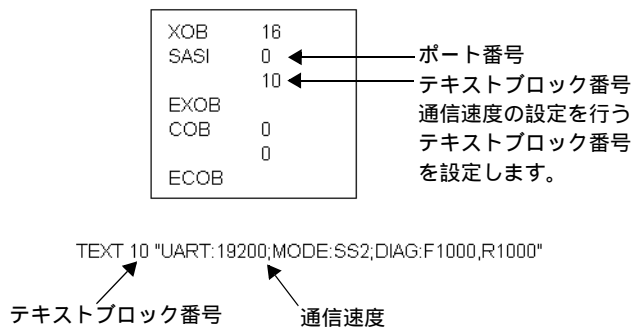 XOB 16
SASI 0 ポート番号
10 テキストブロック番号
通信速度の設定を行う
EXOB
COB 0 テキストブロック番号
0 を設定します。
ECOB
TEXT 10 "UART:19200;MODE:SS2;DIAG:F1000,R1000"
テキストブロック番号 通信速度